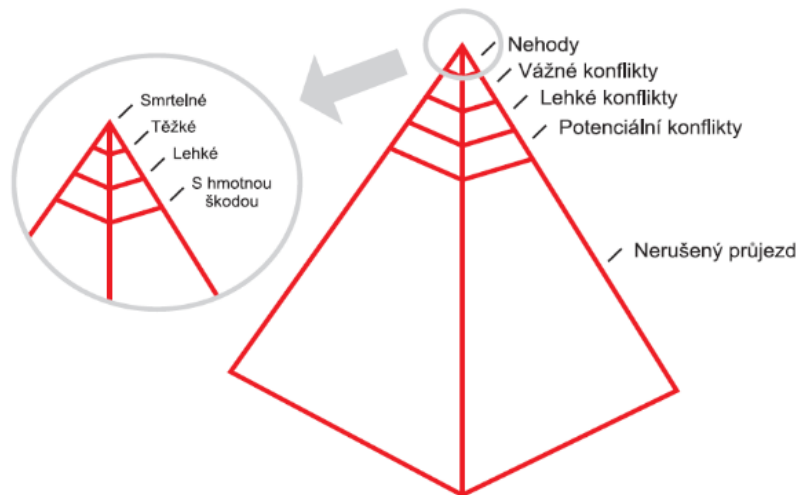 Nehody
Vážné konflikty
Lehké konflikty
Potenciální konflikty
Nerušený průjezd
Smrtelné
Těžké
Lehké
S hmotnou
škodou